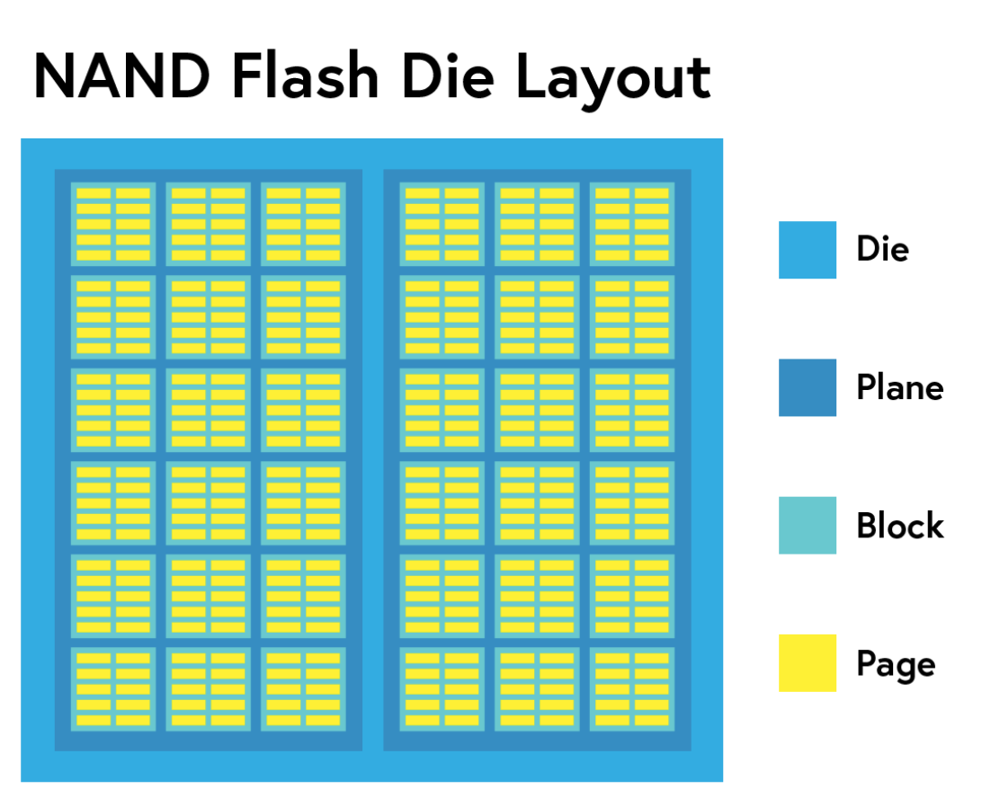 NAND Flash Die Layout
Die
Plane
Block
Page